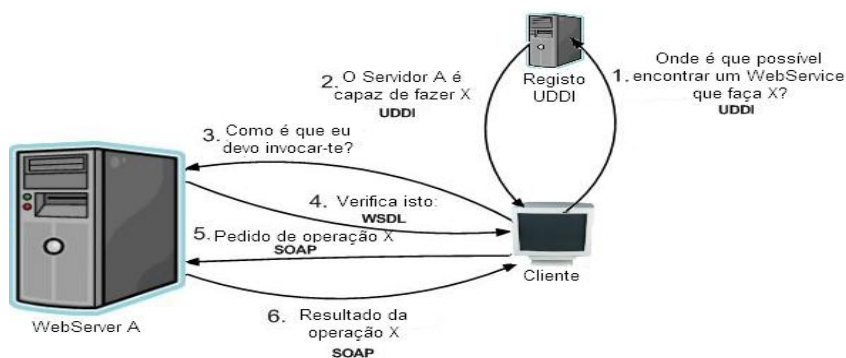 1. Onde é que possível
encontrar um WebService
que faça X?
UDDI
Registo
UDDI
2. O Servidor A é
capaz de fazer X
UDDI
3. Como é que eu
devo invocar-te?
4. Verifica isto:
WSDL
5. Pedido de operação X
SOAP
Cliente
WebServer A
6. Resultado da
operação X
SOAP